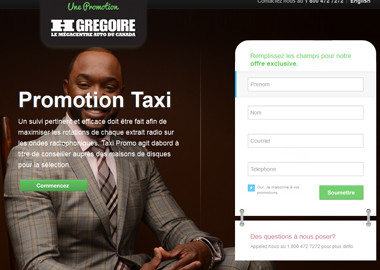 Une Promotion
Contactez nous au 1 800 472 7272 | English
H GREGOIRE
LE MÉGACENTRE AUTO DU CANADA
Promotion Taxi
Un suivi pertinent et efficace doit être fait afin de
maximiser les rotations de chaque extrait radio sur
les ondes radiophoniques. Taxi Promo agit dabord à
titre de conseiller auprès des maisons de disques
pour la sélection.
Commencez
Remplissez les champs pour notre
offre exclusive.
Prenom
Nom
Courriel
Telephone
Oui, Je m'abonne à vos
promotions.
Soumettre
Des questions à nous poser?
Appelez nous au 1 800 472 7272 pour plus